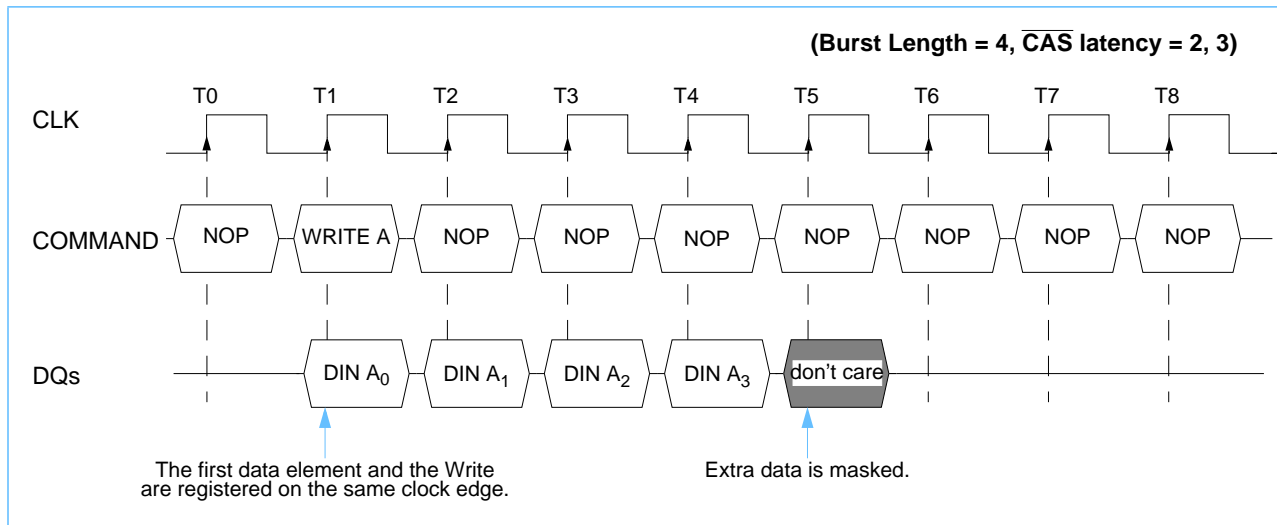 (Burst Length = 4, CAS latency = 2, 3)
T0 T1 T2 T3 T4 T5 T6 T7 T8
CLK
COMMAND NOP WRITE A NOP NOP NOP NOP NOP NOP NOP
DQs DIN A0 DIN A1 DIN A2 DIN A3 don't care
The first data element and the Write
are registered on the same clock edge.
Extra data is masked.